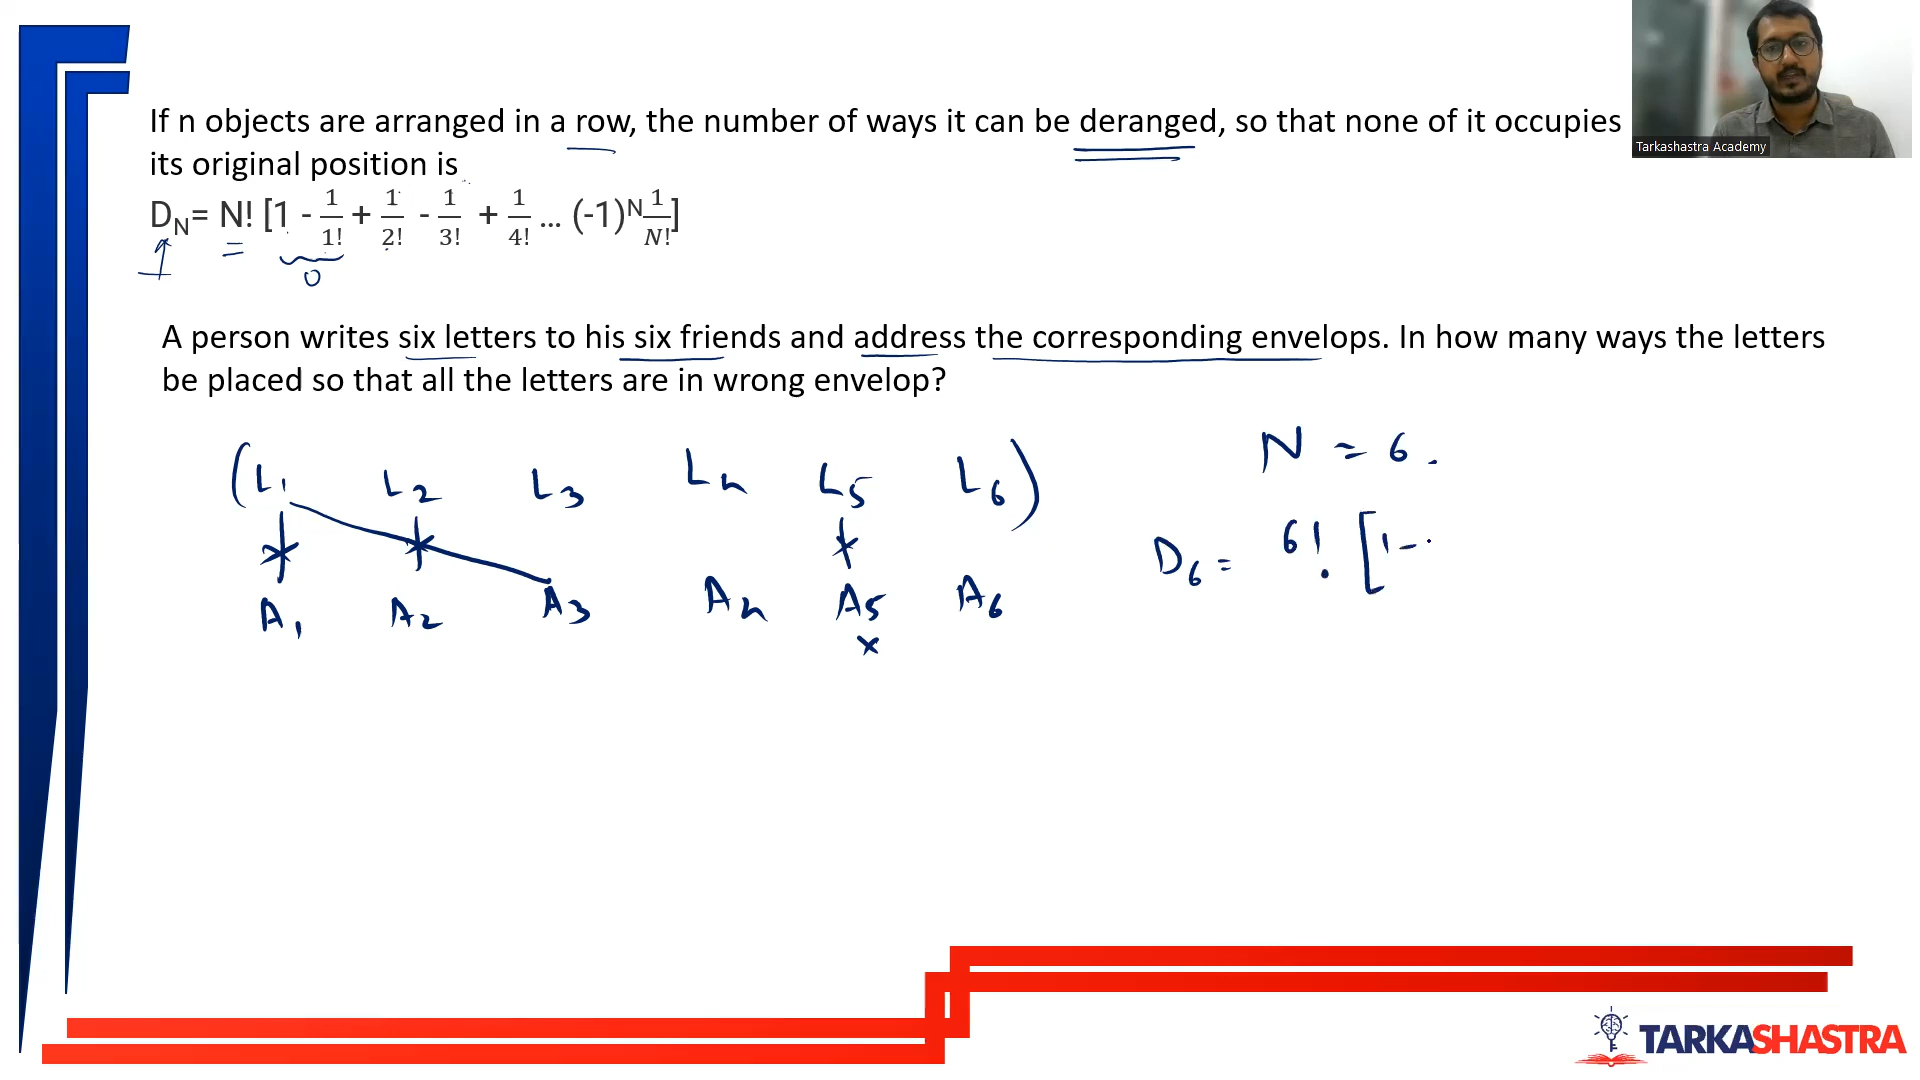 Tarkashastra Academy
If n objects are arranged in a row, the number of ways it can be deranged, so that none of it occupies
its original position is
D_N= N! [1 - 1/1! + 1/2! - 1/3! + 1/4! ... (-1)^N 1/N!]
0
A person writes six letters to his six friends and address the corresponding envelops. In how many ways the letters
be placed so that all the letters are in wrong envelop?
(L1 L2 L3 L4 L5 L6)
A1 A2 A3 A4 A5 A6
N = 6.
D6 = 6! [1-
TARKASHASTRA